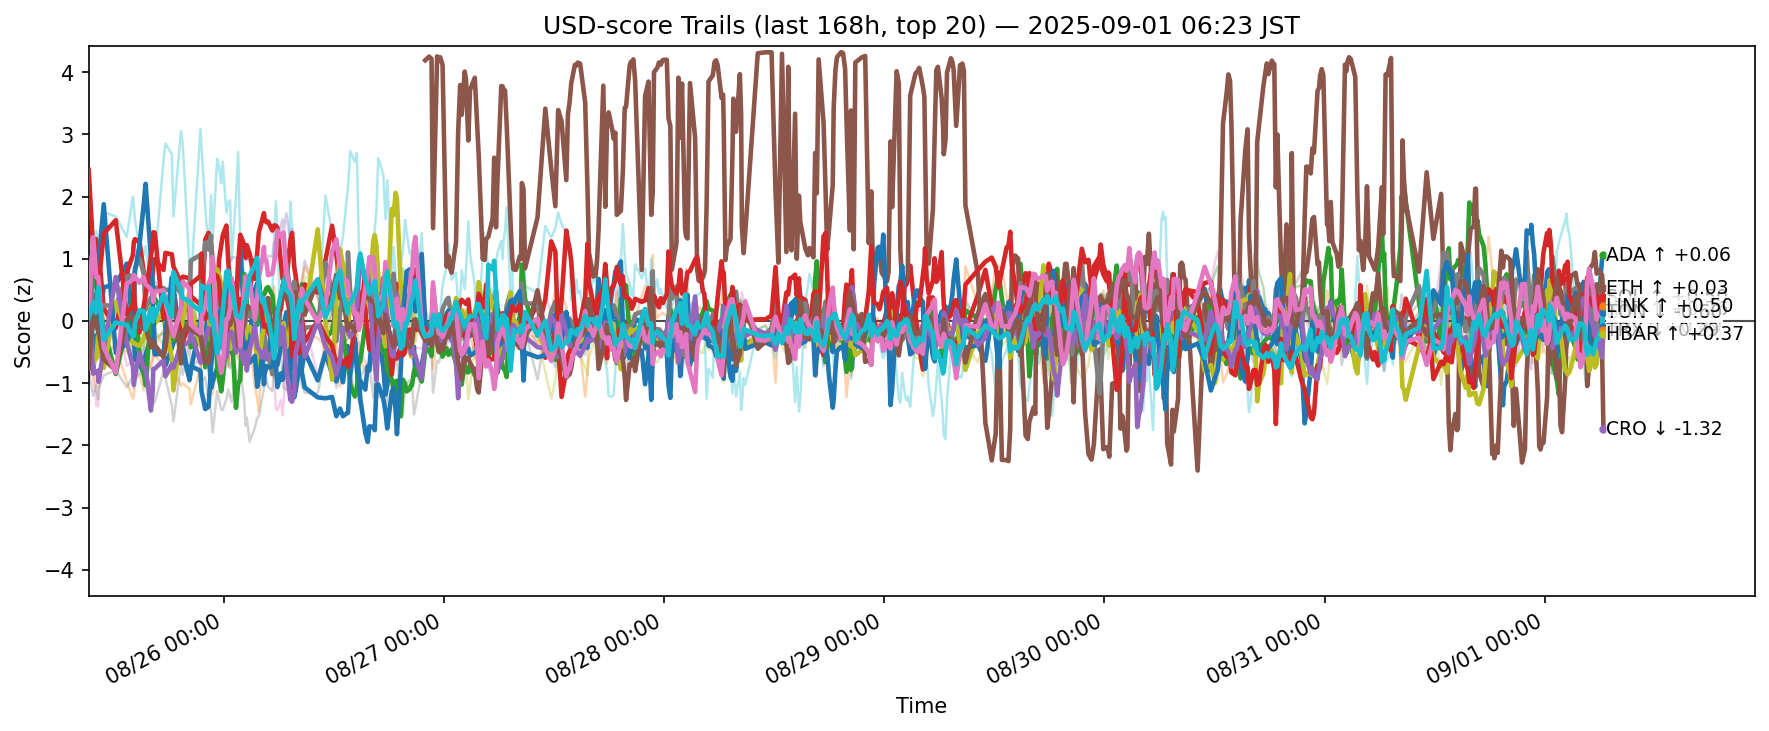 USD-score Trails (last 168h, top 20) — 2025-09-01 06:23 JST
Score (z)
4
3
2
1
0
−1
−2
−3
−4
ADA ↑ +0.06
ETH ↑ +0.03
LINK ↑ +0.50
TON ↓ -0.60
HBAR ↑ +0.37
CRO ↓ -1.32
08/26 00:00
08/27 00:00
08/28 00:00
08/29 00:00
08/30 00:00
08/31 00:00
09/01 00:00
Time